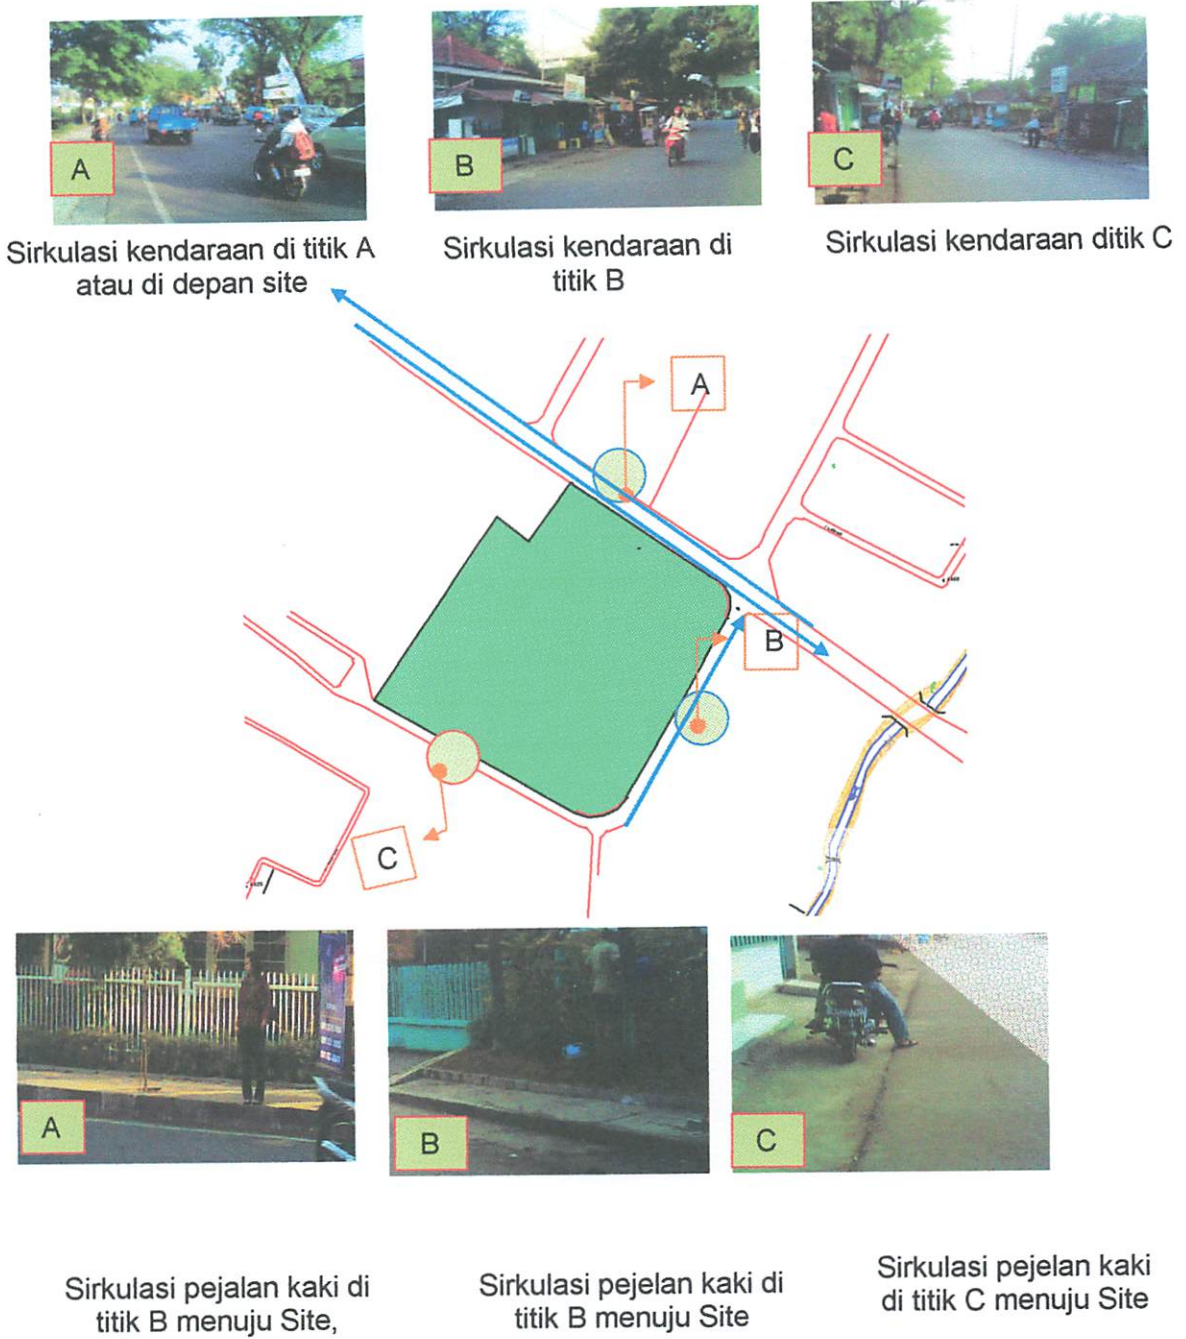 A
B
C
Sirkulasi kendaraan di titik A
atau di depan site
Sirkulasi kendaraan di
titik B
Sirkulasi kendaraan ditik C
A
B
C
A
B
C
Sirkulasi pejalan kaki di
titik B menuju Site,
Sirkulasi pejelan kaki di
titik B menuju Site
Sirkulasi pejelan kaki
di titik C menuju Site